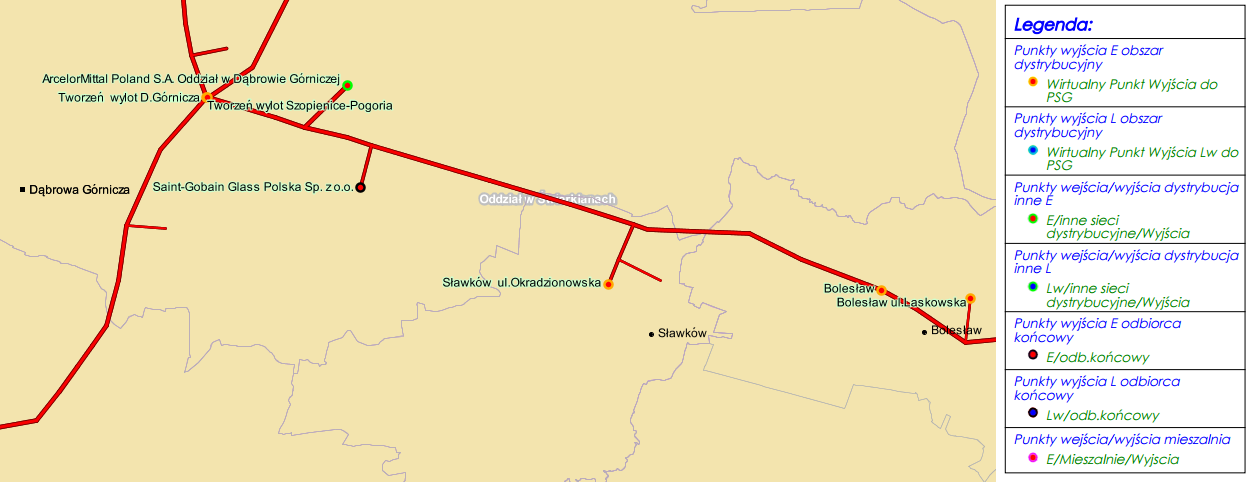 ArcelorMittal Poland S.A. Oddział w Dąbrowie Górniczej
Tworzeń wylot D.Górnicza
Tworzeń wylot Szopienice-Pogoria
Dąbrowa Górnicza
Saint-Gobain Glass Polska Sp. z o.o.
Oddział w Świerklanach
Sławków ul.Okradzionowska
Bolesław
Bolesław ul.Laskowska
Sławków
Bolesław
Legenda:
Punkty wyjścia E obszar
dystrybucyjny
Wirtualny Punkt Wyjścia do
PSG
Punkty wyjścia L obszar
dystrybucyjny
Wirtualny Punkt Wyjścia Lw do
PSG
Punkty wejścia/wyjścia dystrybucja
inne E
E/inne sieci
dystrybucyjne/Wyjścia
Punkty wejścia/wyjścia dystrybucja
inne L
Lw/inne sieci
dystrybucyjne/Wyjścia
Punkty wyjścia E odbiorca
końcowy
E/odb.końcowy
Punkty wyjścia L odbiorca
końcowy
Lw/odb.końcowy
Punkty wejścia/wyjścia mieszalnia
E/Mieszalnie/Wyjscia